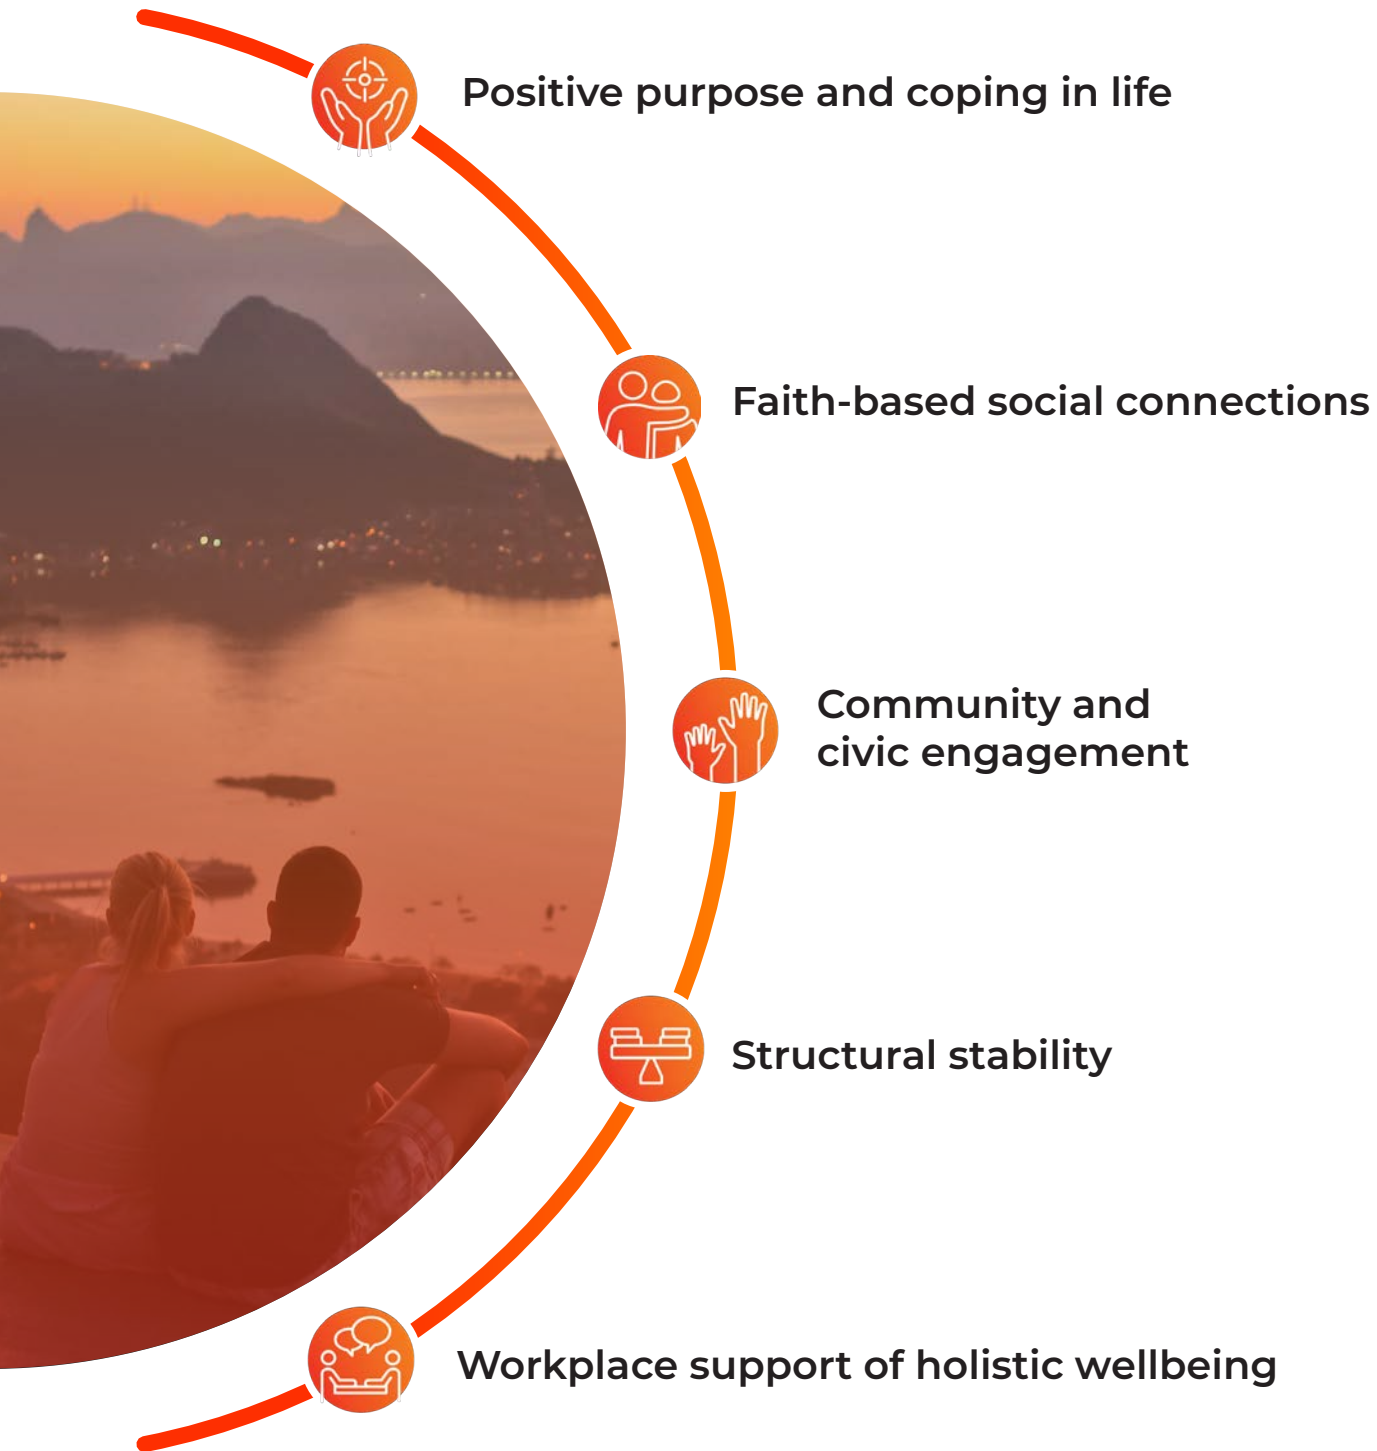 Positive purpose and coping in life
Faith-based social connections
Community and
civic engagement
Structural stability
Workplace support of holistic wellbeing